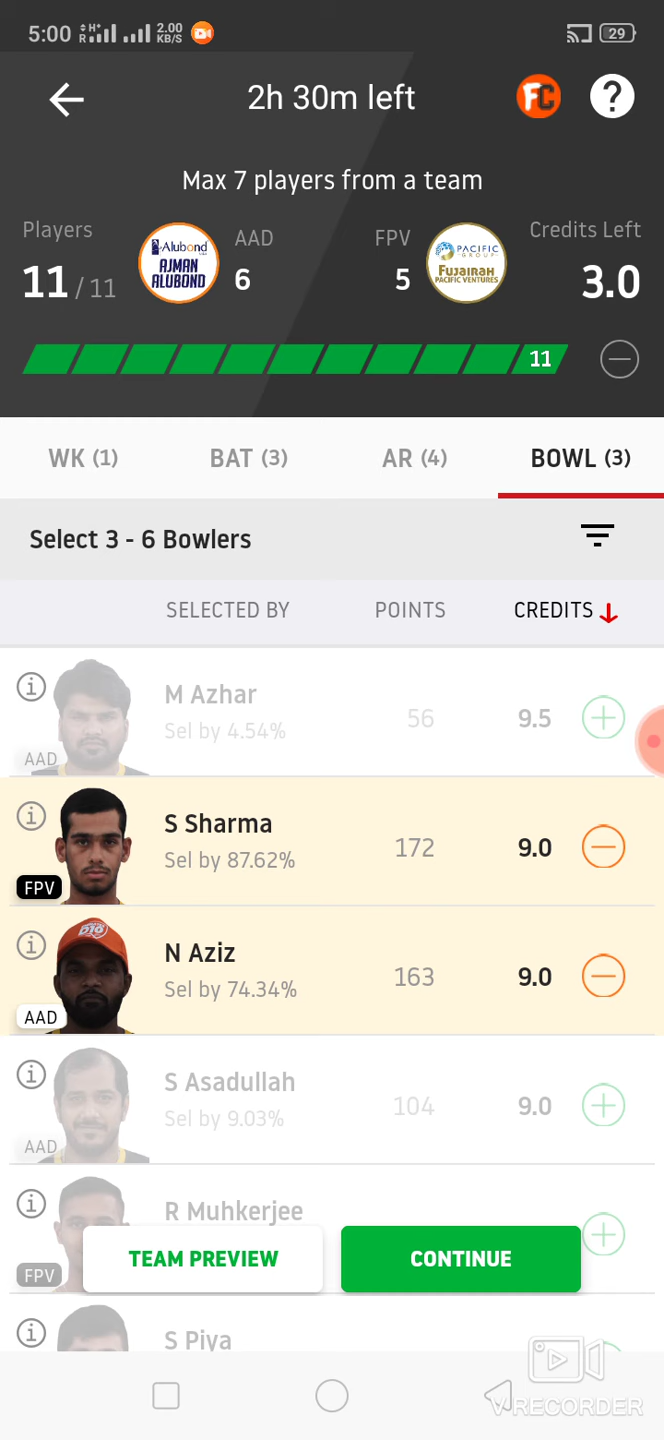 5:00 H+ R 2.00 KB/S 29
2h 30m left FC ?
Max 7 players from a team
Players AAD FPV Credits Left
11 / 11 Alubond AJMAN ALUBOND 6 5 PACIFIC GROUP FUJAIRAH PACIFIC VENTURES 3.0
11
WK (1) BAT (3) AR (4) BOWL (3)
Select 3 - 6 Bowlers
SELECTED BY POINTS CREDITS
M Azhar
Sel by 4.54% 56 9.5
AAD
S Sharma
Sel by 87.62% 172 9.0
FPV
N Aziz
Sel by 74.34% 163 9.0
AAD
S Asadullah
Sel by 9.03% 104 9.0
AAD
R Muhkerjee
TEAM PREVIEW CONTINUE
FPV
S Piya
V RECORDER